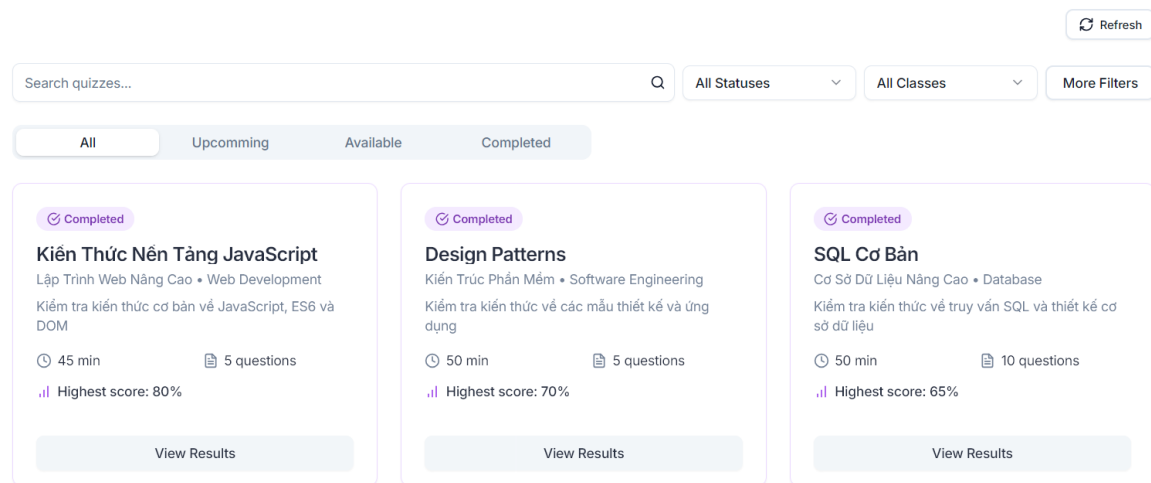 Refresh
Search quizzes...
All Statuses
All Classes
More Filters
All
Upcomming
Available
Completed
Completed
Kiến Thức Nền Tảng JavaScript
Lập Trình Web Nâng Cao • Web Development
Kiểm tra kiến thức cơ bản về JavaScript, ES6 và
DOM
45 min
5 questions
Highest score: 80%
View Results
Completed
Design Patterns
Kiến Trúc Phần Mềm • Software Engineering
Kiểm tra kiến thức về các mẫu thiết kế và ứng
dụng
50 min
5 questions
Highest score: 70%
View Results
Completed
SQL Cơ Bản
Cơ Sở Dữ Liệu Nâng Cao • Database
Kiểm tra kiến thức về truy vấn SQL và thiết kế cơ
sở dữ liệu
50 min
10 questions
Highest score: 65%
View Results